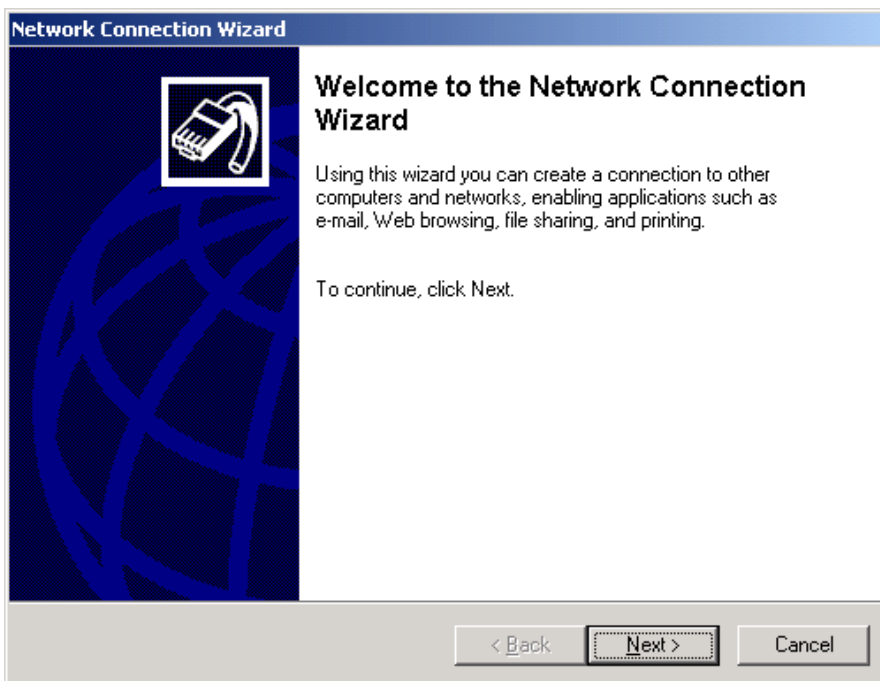 Network Connection Wizard
Welcome to the Network Connection
Wizard
Using this wizard you can create a connection to other
computers and networks, enabling applications such as
e-mail, Web browsing, file sharing, and printing.
To continue, click Next.
< Back
Next >
Cancel